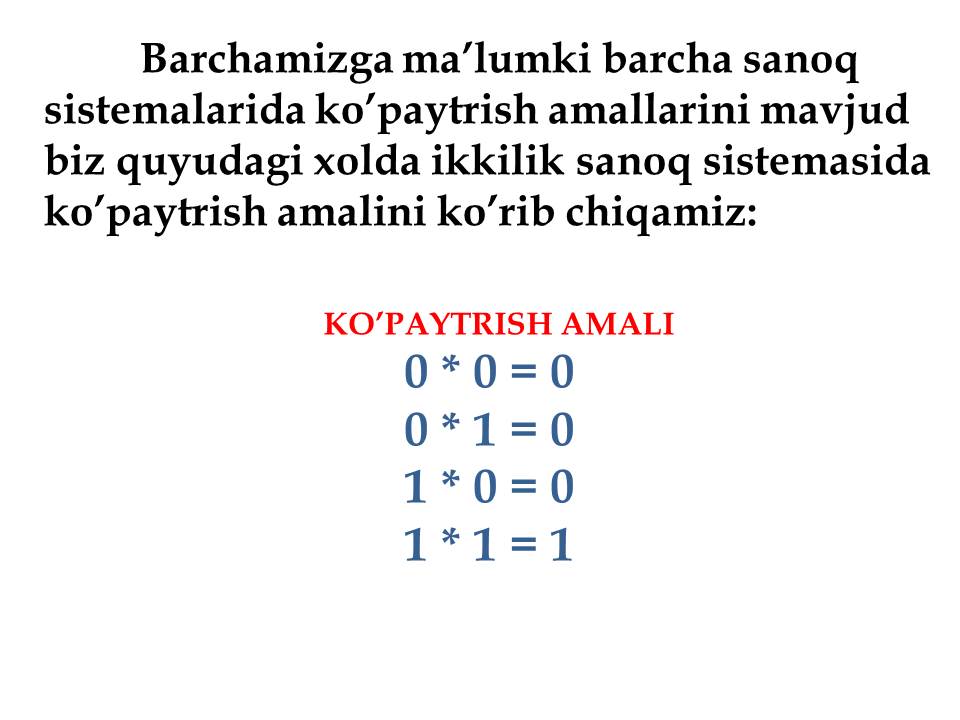 Barchamizga ma’lumki barcha sanoq
sistemalarida ko’paytrish amallarini mavjud
biz quyudagi xolda ikkilik sanoq sistemasida
ko’paytrish amalini ko’rib chiqamiz:
KO’PAYTRISH AMALI
0 * 0 = 0
0 * 1 = 0
1 * 0 = 0
1 * 1 = 1